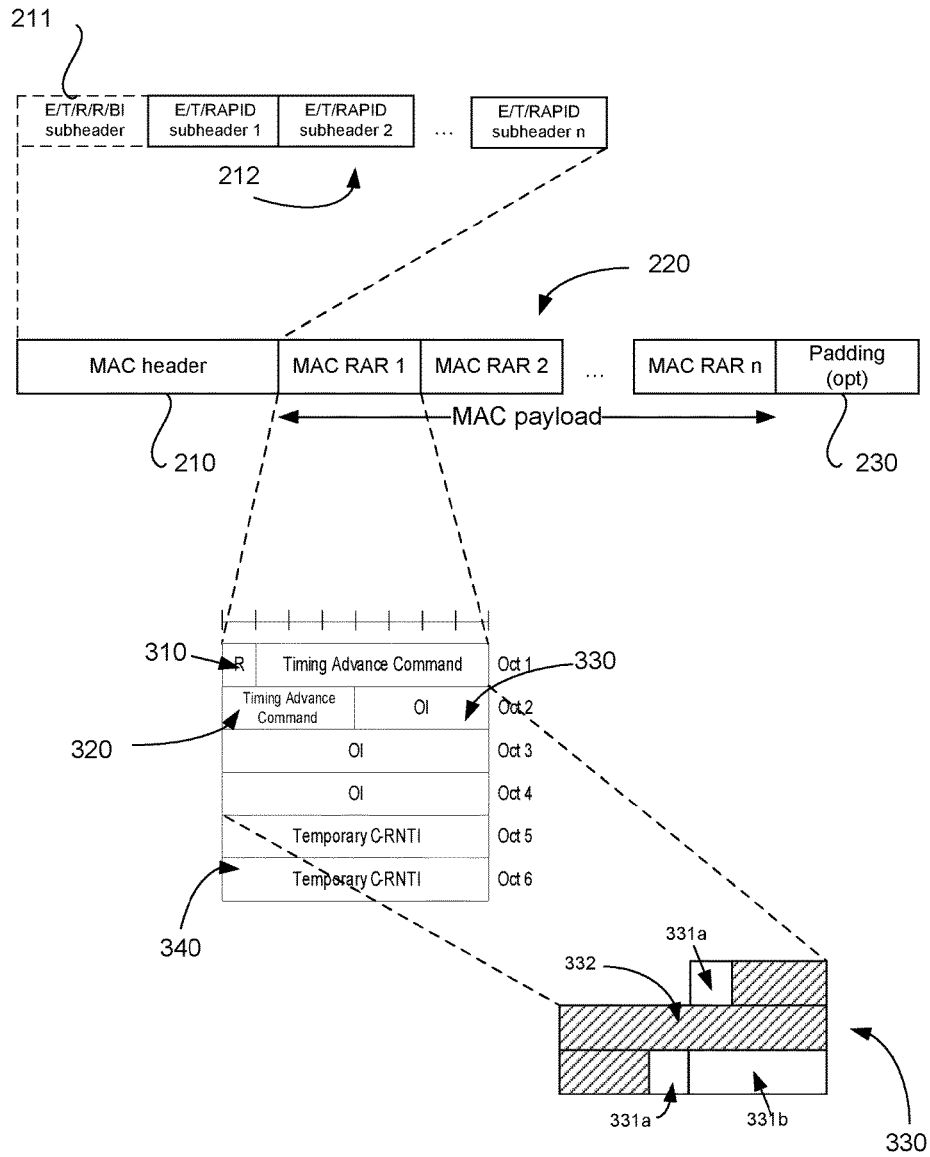 211
E/T/R/R/BI
subheader
E/T/RAPID
subheader 1
E/T/RAPID
subheader 2
...
E/T/RAPID
subheader n
212
220
MAC header
MAC RAR 1
MAC RAR 2
...
MAC RAR n
Padding
(opt)
MAC payload
210
230
310
R
Timing Advance Command
Oct 1
330
Timing Advance
Command
OI
Oct 2
320
OI
Oct 3
OI
Oct 4
Temporary C-RNTI
Oct 5
Temporary C-RNTI
Oct 6
340
331a
332
331a
331b
330